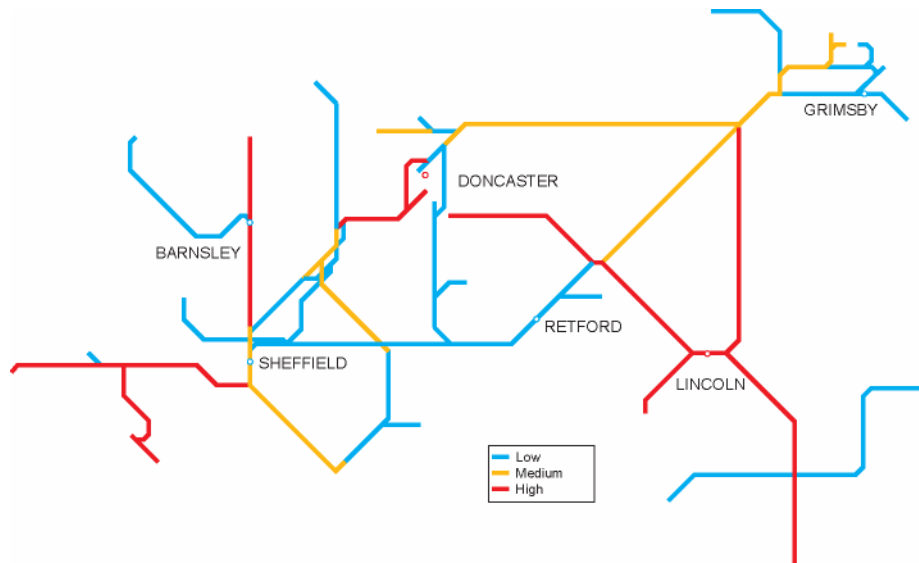 GRIMSBY
DONCASTER
BARNSLEY
RETFORD
SHEFFIELD
LINCOLN
Low
Medium
High